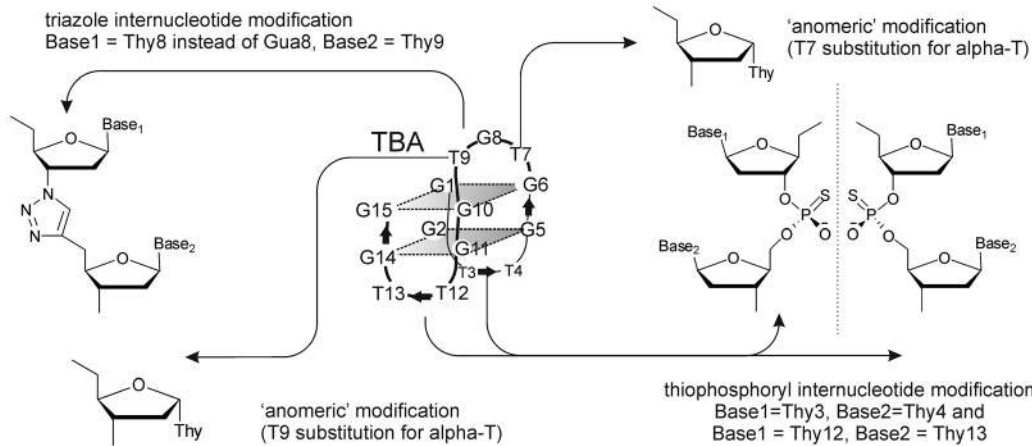 triazole internucleotide modification
Base1 = Thy8 instead of Gua8, Base2 = Thy9
'anomeric' modification
(T7 substitution for alpha-T)
O
Thy
O
Base1
N
N
N
O
Base2
TBA
G8
T9
T7
G1
G6
G15
G10
G2
G5
G14
G11
T3
T4
T13
T12
Base1
O
O
S
P
O
O-
Base2
O
O
Base1
S
O
P
-O
O
O
Base2
O
Thy
'anomeric' modification
(T9 substitution for alpha-T)
thiophosphoryl internucleotide modification
Base1=Thy3, Base2=Thy4 and
Base1 = Thy12, Base2 = Thy13